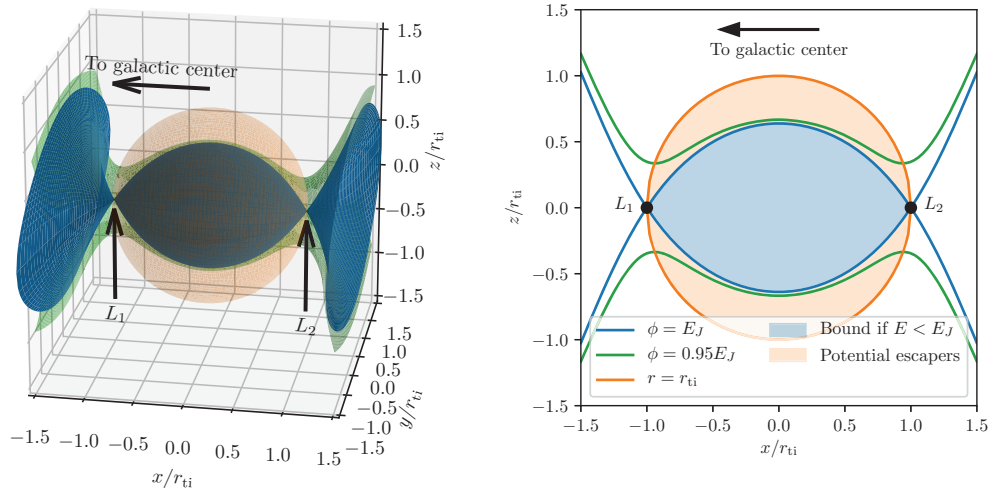 To galactic center
L₁
L₂
1.5
1.0
0.5
0.0
−0.5
−1.0
−1.5
z/r_ti
1.5
1.0
0.5
0.0
−0.5
−1.0
−1.5
y/r_ti
−1.5
−1.0
−0.5
0.0
0.5
1.0
1.5
x/r_ti
1.5
1.0
0.5
0.0
−0.5
−1.0
−1.5
z/r_ti
To galactic center
L₁
L₂
ϕ = E_J
ϕ = 0.95E_J
r = r_ti
Bound if E < E_J
Potential escapers
−1.5
−1.0
−0.5
0.0
0.5
1.0
1.5
x/r_ti